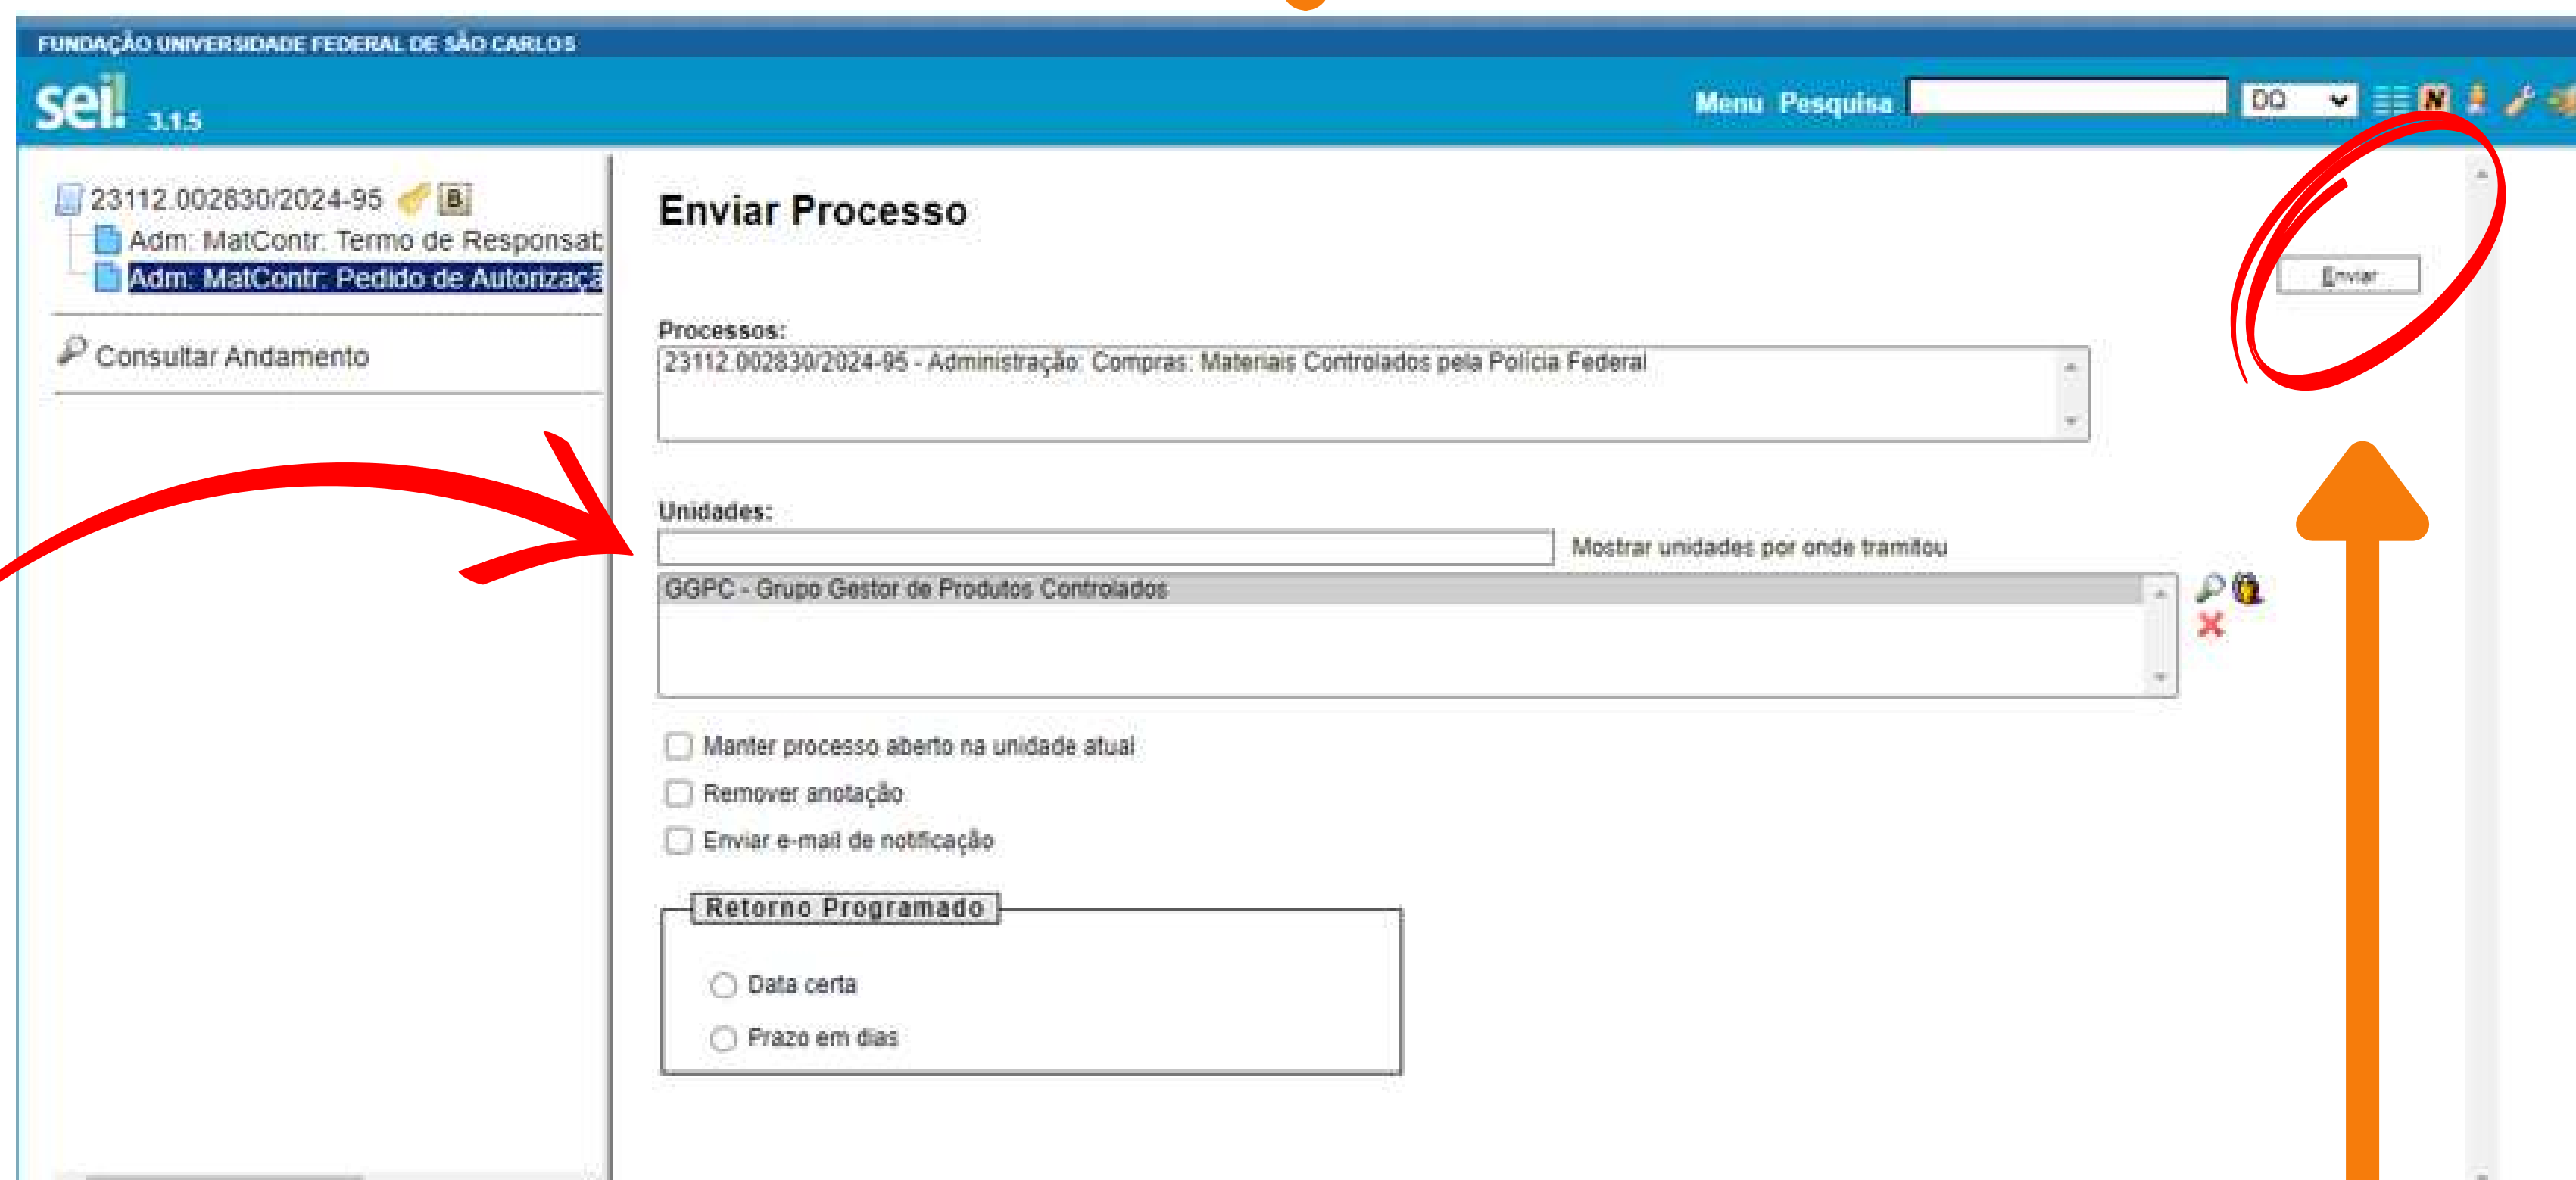 FUNDAÇÃO UNIVERSIDADE FEDERAL DE SÃO CARLOS
sei! 3.1.5
Menu Pesquisa DQ N
23112.002830/2024-95 B
Adm: MatContr: Termo de Responsab
Adm: MatContr: Pedido de Autorizaçã
Consultar Andamento
Enviar Processo
Enviar
Processos:
23112.002830/2024-95 - Administração: Compras: Materiais Controlados pela Polícia Federal
Unidades:
Mostrar unidades por onde tramitou
GGPC - Grupo Gestor de Produtos Controlados
Manter processo aberto na unidade atual
Remover anotação
Enviar e-mail de notificação
Retorno Programado
Data certa
Prazo em dias